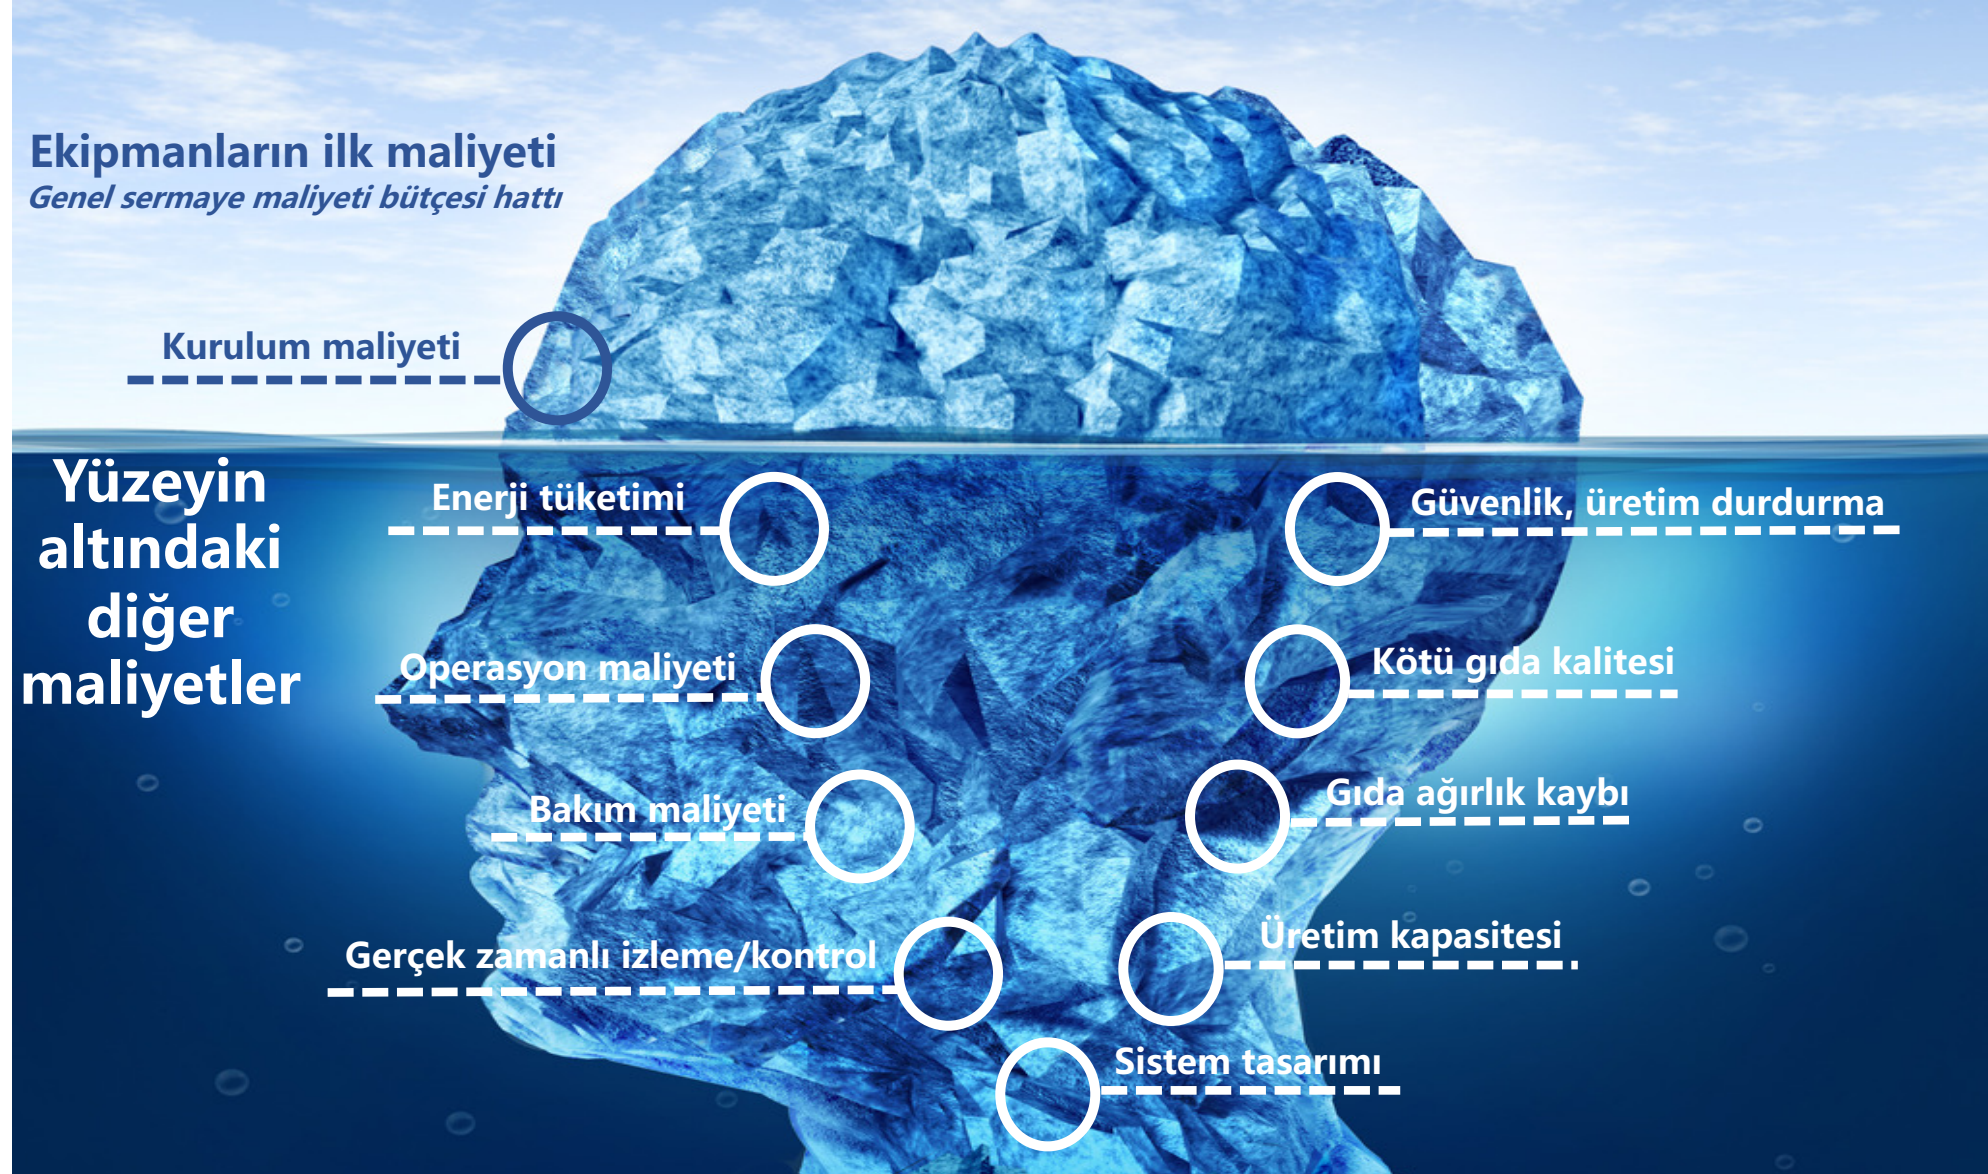 Ekipmanların ilk maliyeti
Genel sermaye maliyeti bütçesi hattı
Kurulum maliyeti
Yüzeyin
altındaki
diğer
maliyetler
Enerji tüketimi
Güvenlik, üretim durdurma
Operasyon maliyeti
Kötü gıda kalitesi
Bakım maliyeti
Gıda ağırlık kaybı
Gerçek zamanlı izleme/kontrol
Üretim kapasitesi
Sistem tasarımı